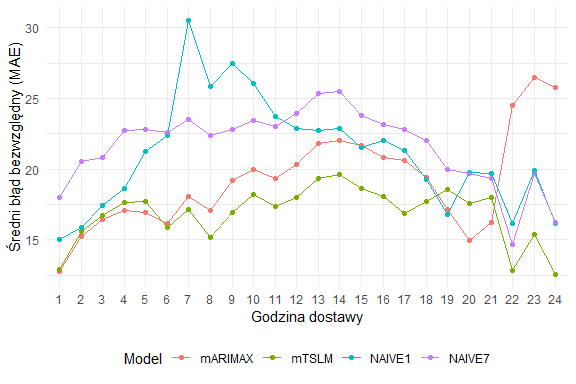 Średni błąd bezwzględny (MAE)
30
25
20
15
1 2 3 4 5 6 7 8 9 10 11 12 13 14 15 16 17 18 19 20 21 22 23 24
Godzina dostawy
Model mARIMAX mTSLM NAIVE1 NAIVE7